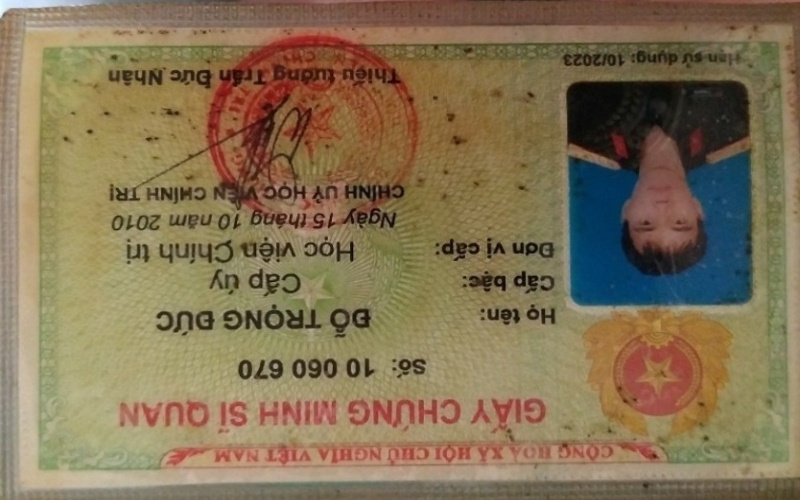 CỘNG HOÀ XÃ HỘI CHỦ NGHĨA VIỆT NAM
GIẤY CHỨNG MINH SĨ QUAN
Số: 10 060 670
Họ tên: ĐỖ TRỌNG ĐỨC
Cấp bậc: Cấp úy
Đơn vị cấp: Học viện Chính trị
Ngày 15 tháng 10 năm 2010
CHÍNH UỶ HỌC VIỆN CHÍNH TRỊ
Thiếu tướng Trần Đức Nhân
Hạn sử dụng: 10/2023